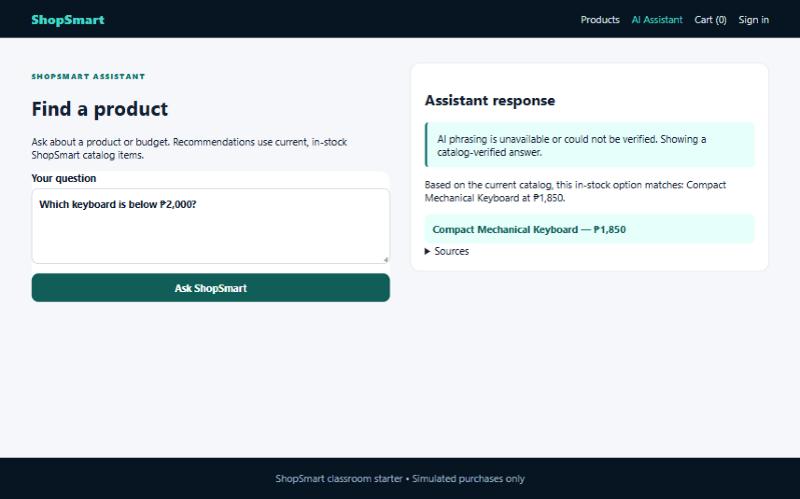 ShopSmart
Products AI Assistant Cart (0) Sign in
SHOPSMART ASSISTANT
Find a product
Ask about a product or budget. Recommendations use current, in-stock
ShopSmart catalog items.
Your question
Which keyboard is below ₱2,000?
Ask ShopSmart
Assistant response
AI phrasing is unavailable or could not be verified. Showing a
catalog-verified answer.
Based on the current catalog, this in-stock option matches: Compact
Mechanical Keyboard at ₱1,850.
Compact Mechanical Keyboard — ₱1,850
Sources
ShopSmart classroom starter • Simulated purchases only